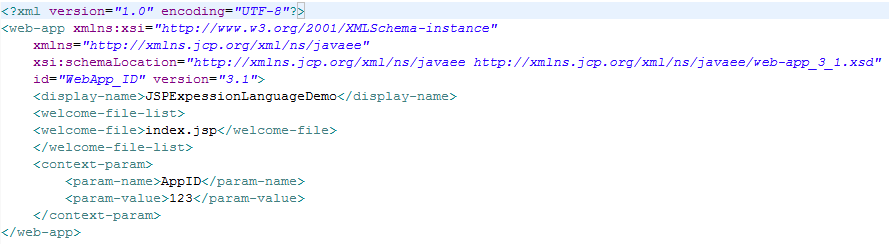 <?xml version="1.0" encoding="UTF-8"?>
<web-app xmlns:xsi="http://www.w3.org/2001/XMLSchema-instance"
xmlns="http://xmlns.jcp.org/xml/ns/javaee"
xsi:schemaLocation="http://xmlns.jcp.org/xml/ns/javaee http://xmlns.jcp.org/xml/ns/javaee/web-app_3_1.xsd"
id="WebApp_ID" version="3.1">
<display-name>JSPExpessionLanguageDemo</display-name>
<welcome-file-list>
<welcome-file>index.jsp</welcome-file>
</welcome-file-list>
<context-param>
<param-name>AppID</param-name>
<param-value>123</param-value>
</context-param>
</web-app>